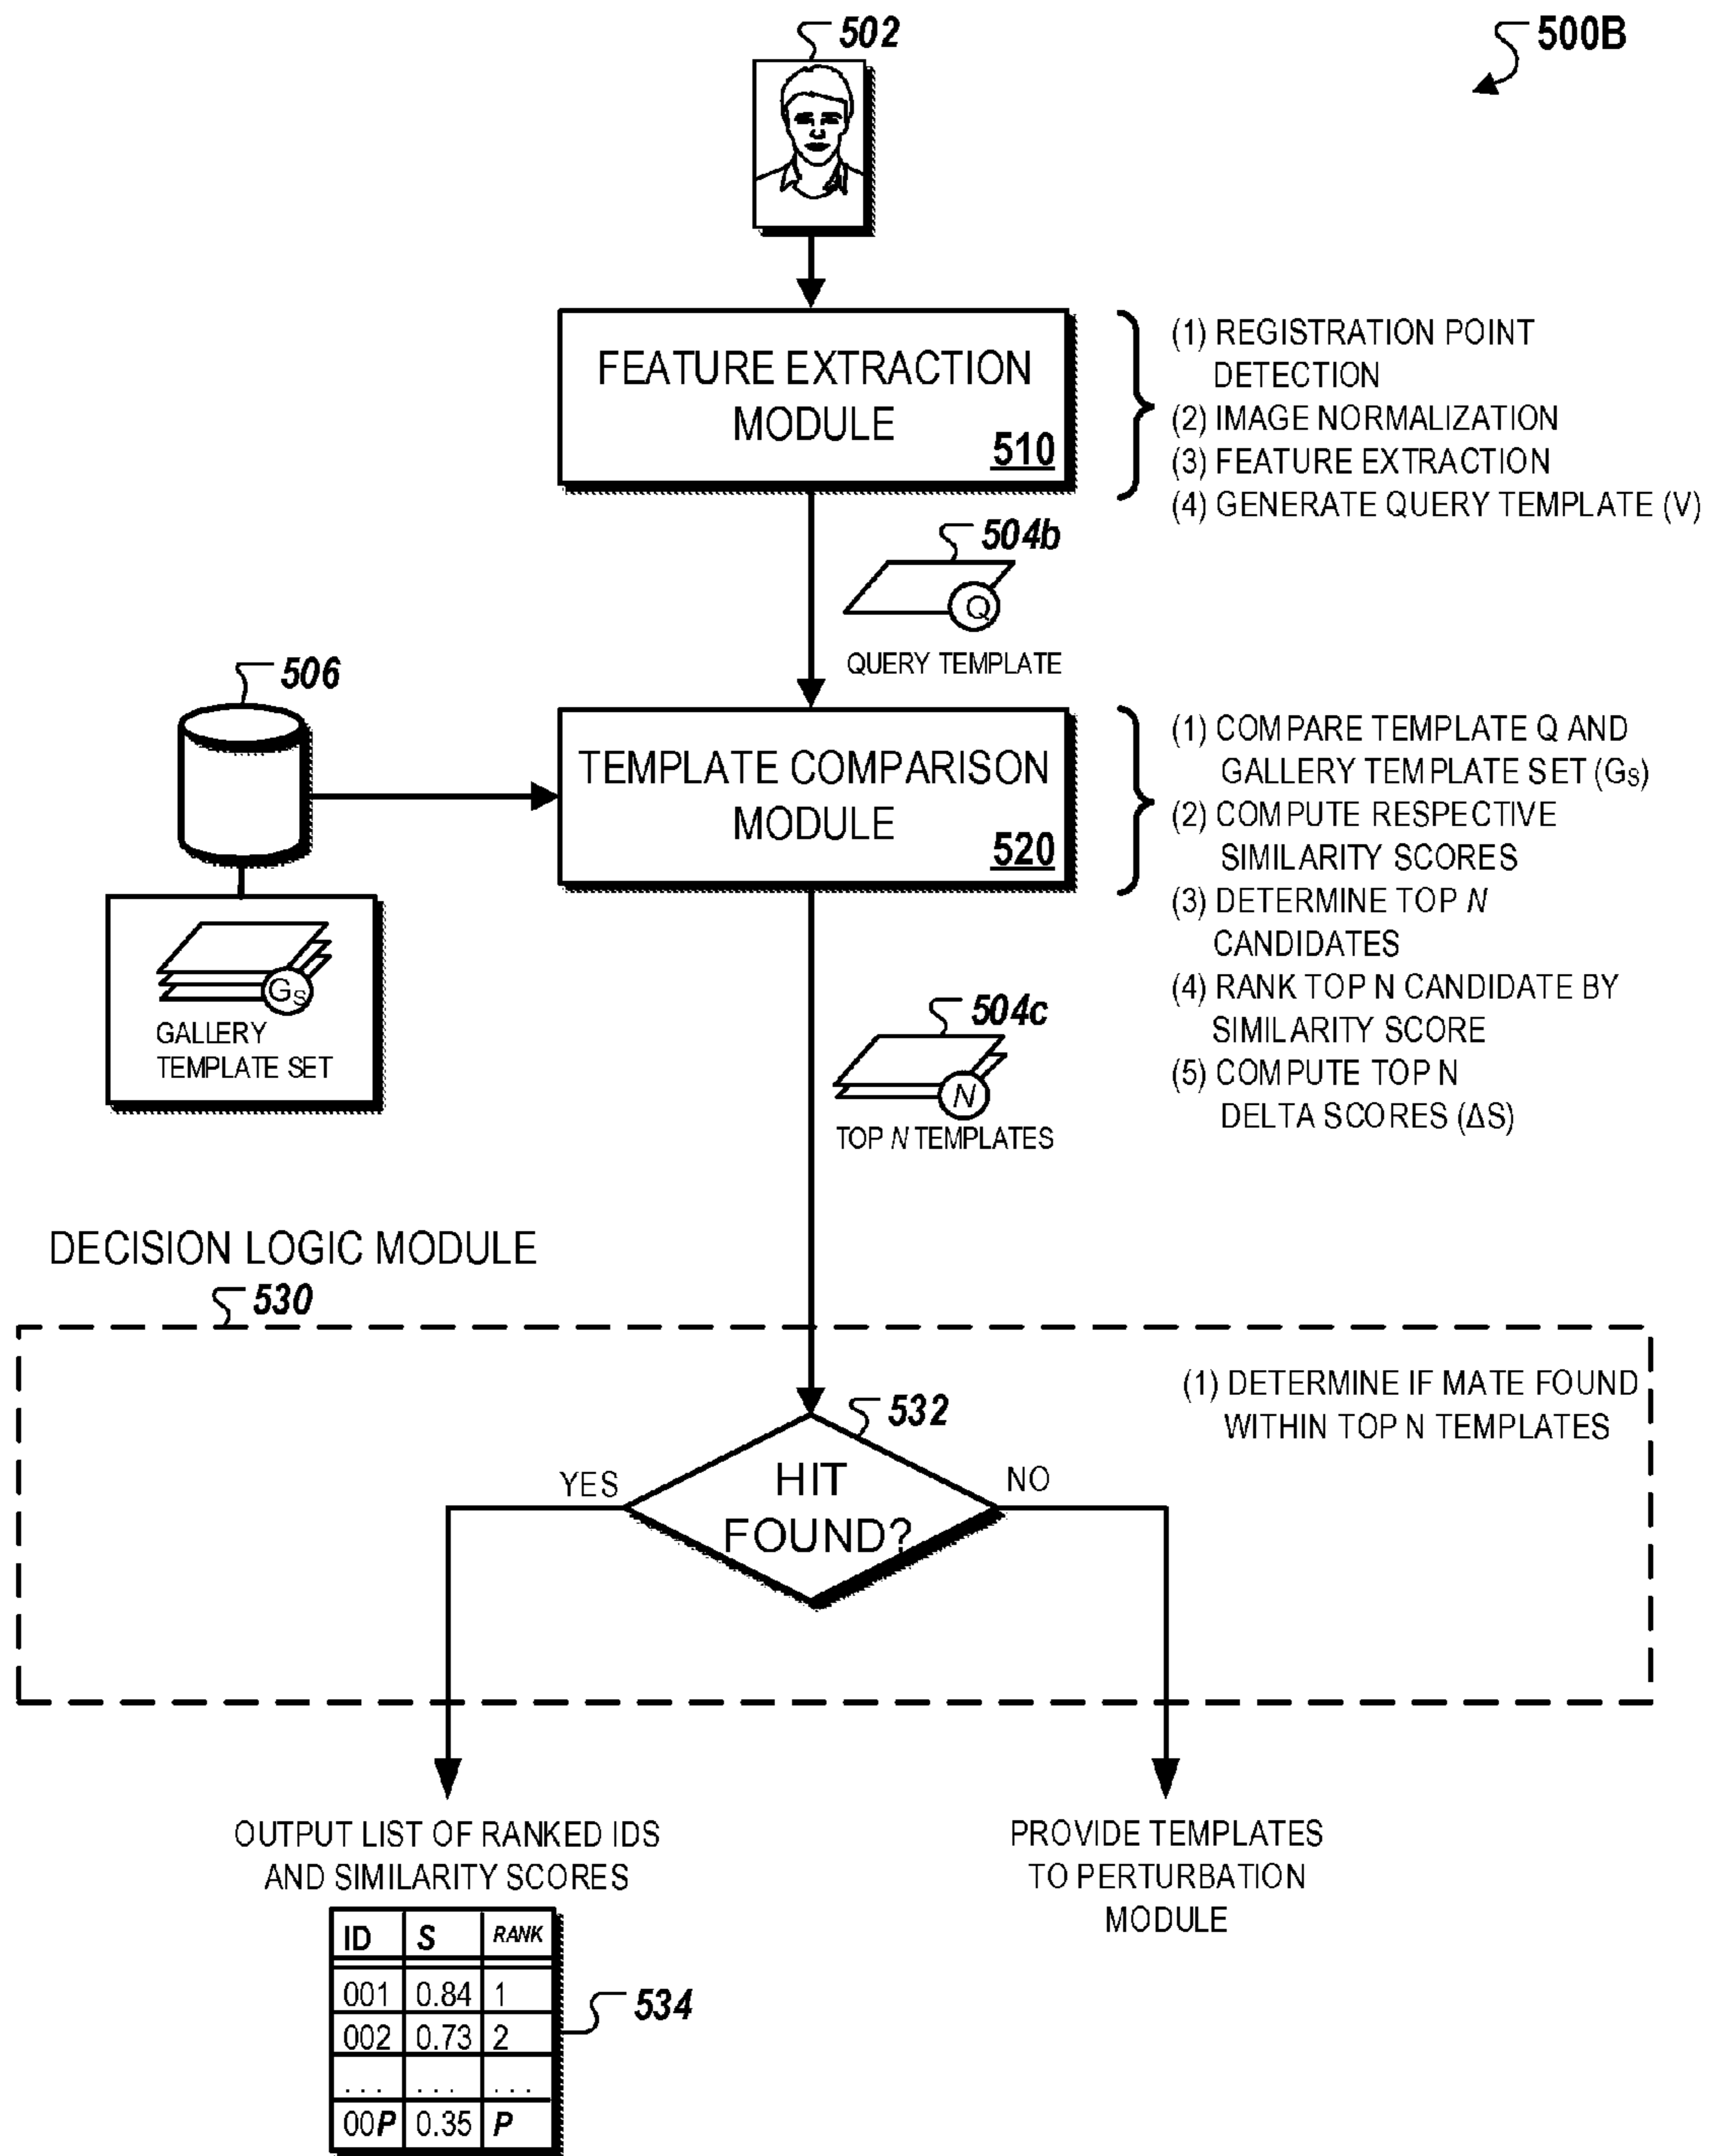 502
500B
FEATURE EXTRACTION
MODULE
510
(1) REGISTRATION POINT
DETECTION
(2) IMAGE NORMALIZATION
(3) FEATURE EXTRACTION
(4) GENERATE QUERY TEMPLATE (V)
504b
Q
QUERY TEMPLATE
506
GS
GALLERY
TEMPLATE SET
TEMPLATE COMPARISON
MODULE
520
(1) COMPARE TEMPLATE Q AND
GALLERY TEMPLATE SET (GS)
(2) COMPUTE RESPECTIVE
SIMILARITY SCORES
(3) DETERMINE TOP N
CANDIDATES
(4) RANK TOP N CANDIDATE BY
SIMILARITY SCORE
(5) COMPUTE TOP N
DELTA SCORES (ΔS)
504c
N
TOP N TEMPLATES
DECISION LOGIC MODULE
530
(1) DETERMINE IF MATE FOUND
WITHIN TOP N TEMPLATES
532
HIT
FOUND?
YES
NO
OUTPUT LIST OF RANKED IDS
AND SIMILARITY SCORES
PROVIDE TEMPLATES
TO PERTURBATION
MODULE
ID S RANK
001 0.84 1
002 0.73 2
... ... ...
00P 0.35 P
534